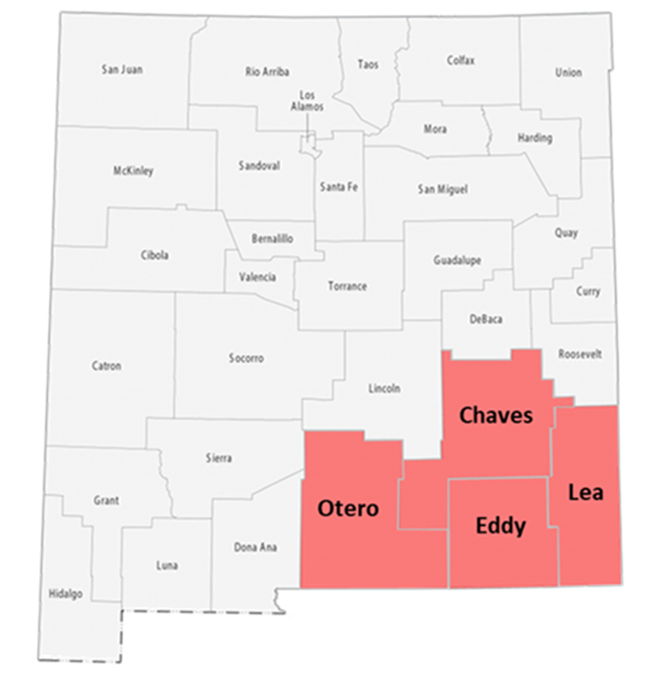 San Juan
Rio Arriba
Taos
Colfax
Union
Los
Alamos
Mora
Harding
McKinley
Sandoval
Santa Fe
San Miguel
Bernalillo
Quay
Cibola
Valencia
Guadalupe
Torrance
Curry
DeBaca
Roosevelt
Catron
Socorro
Lincoln
Chaves
Sierra
Grant
Otero
Lea
Eddy
Dona Ana
Luna
Hidalgo